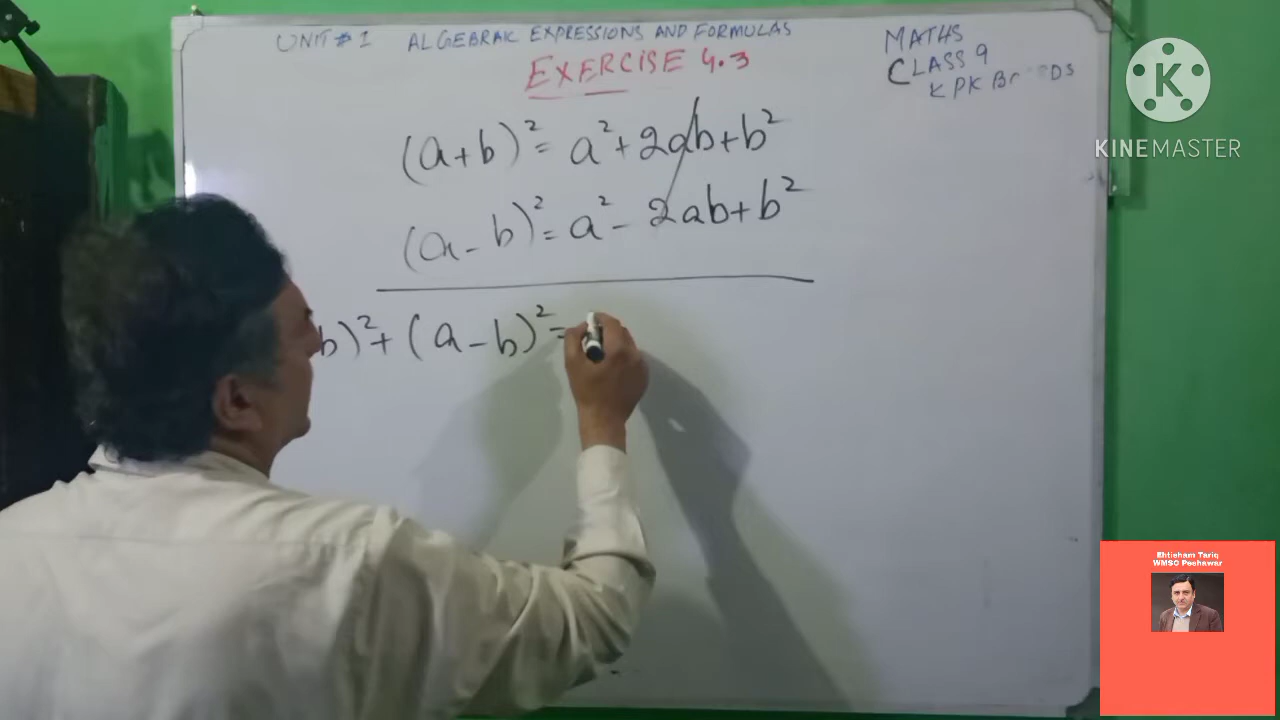 UNIT # 1 ALGEBRAIC EXPRESSIONS AND FORMULAS
EXERCISE 4.3
MATHS
CLASS 9
KPK
KINEMASTER
(a+b)² = a² + 2ab + b²
(a - b)² = a² - 2ab + b²
b)² + (a - b)² =
Ehtisham Tariq
WMSO Peshawar